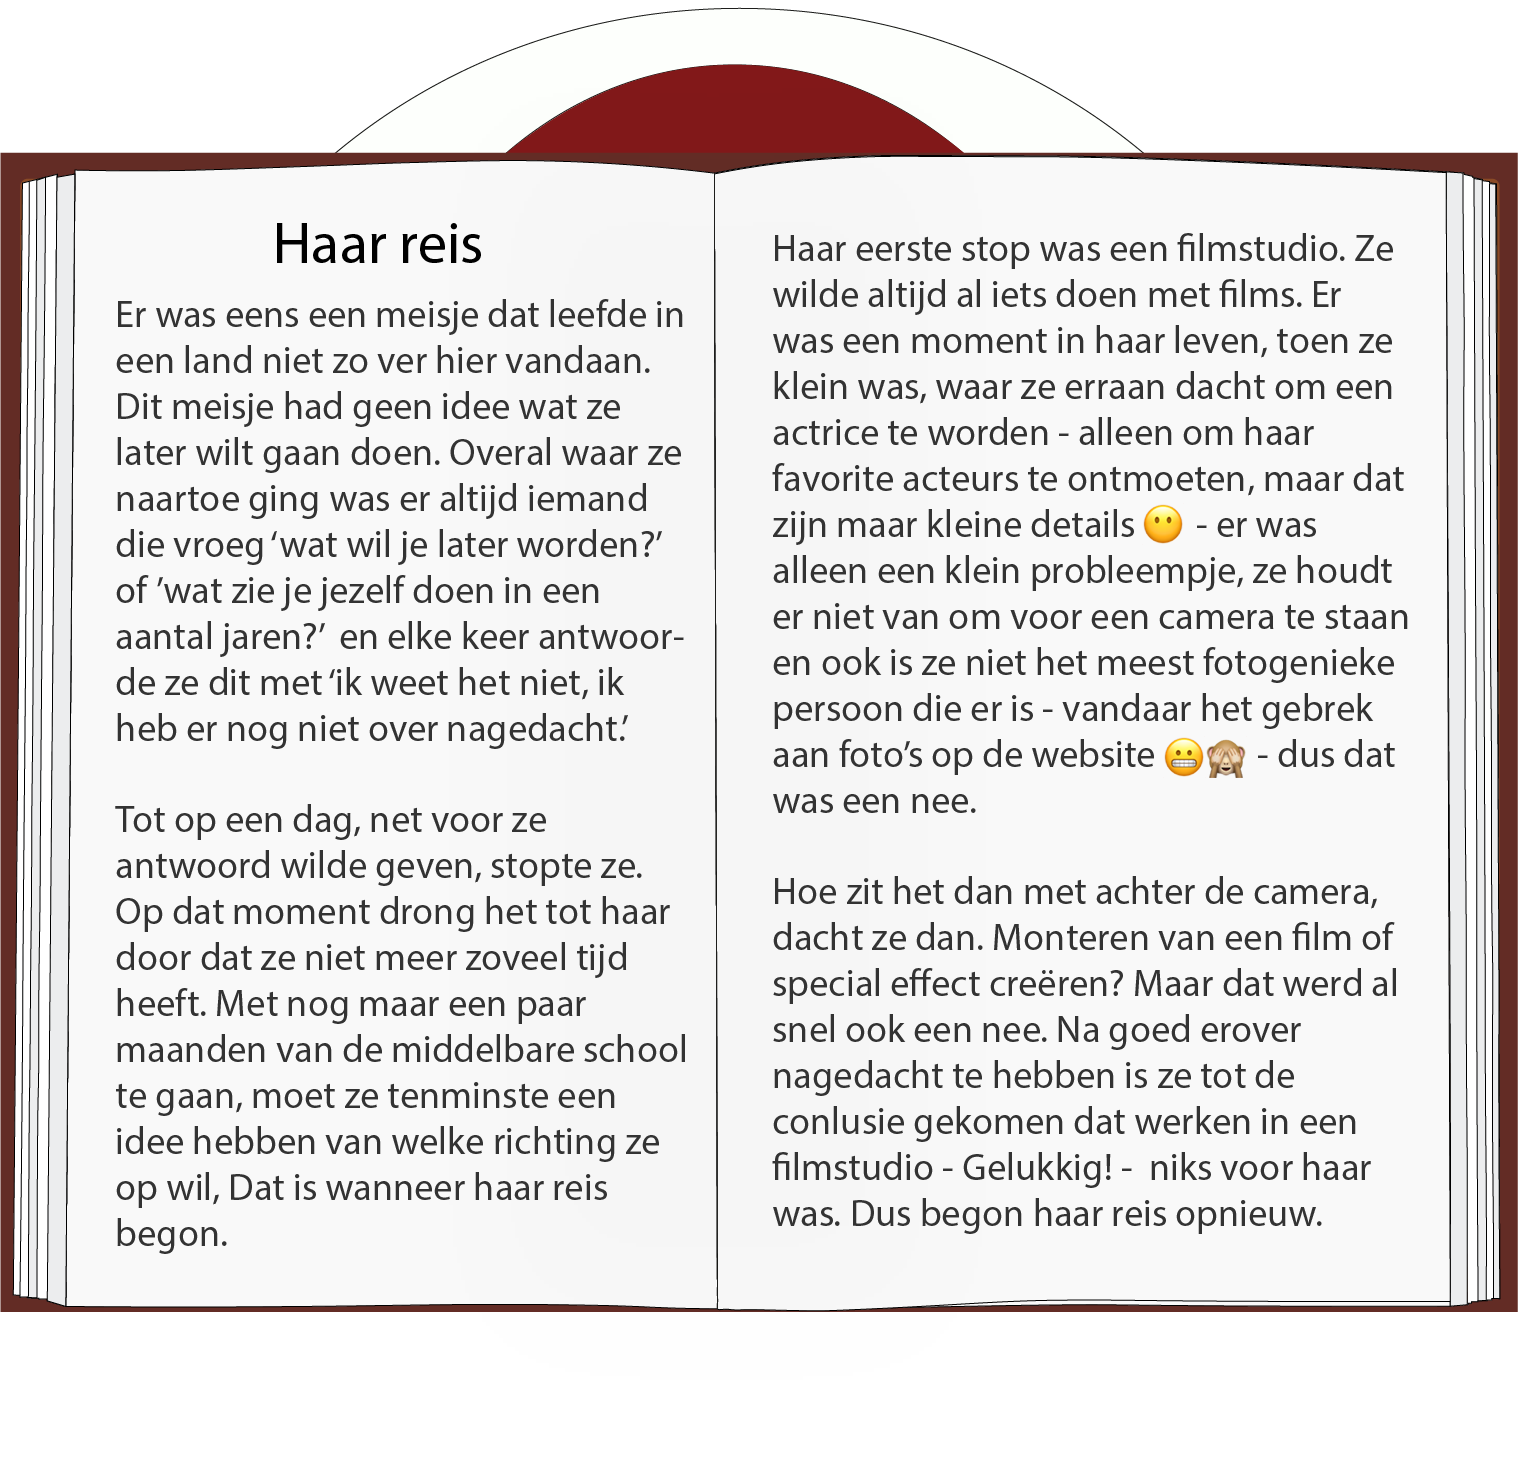 Haar reis
Er was eens een meisje dat leefde in
een land niet zo ver hier vandaan.
Dit meisje had geen idee wat ze
later wilt gaan doen. Overal waar ze
naartoe ging was er altijd iemand
die vroeg ‘wat wil je later worden?’
of ’wat zie je jezelf doen in een
aantal jaren?’  en elke keer antwoor-
de ze dit met ‘ik weet het niet, ik
heb er nog niet over nagedacht.’
Tot op een dag, net voor ze
antwoord wilde geven, stopte ze.
Op dat moment drong het tot haar
door dat ze niet meer zoveel tijd
heeft. Met nog maar een paar
maanden van de middelbare school
te gaan, moet ze tenminste een
idee hebben van welke richting ze
op wil, Dat is wanneer haar reis
begon.
Haar eerste stop was een filmstudio. Ze
wilde altijd al iets doen met films. Er
was een moment in haar leven, toen ze
klein was, waar ze erraan dacht om een
actrice te worden - alleen om haar
favorite acteurs te ontmoeten, maar dat
zijn maar kleine details 😶 - er was
alleen een klein probleempje, ze houdt
er niet van om voor een camera te staan
en ook is ze niet het meest fotogenieke
persoon die er is - vandaar het gebrek
aan foto’s op de website 😬🙈 - dus dat
was een nee.
Hoe zit het dan met achter de camera,
dacht ze dan. Monteren van een film of
special effect creëren? Maar dat werd al
snel ook een nee. Na goed erover
nagedacht te hebben is ze tot de
conlusie gekomen dat werken in een
filmstudio - Gelukkig! -  niks voor haar
was. Dus begon haar reis opnieuw.